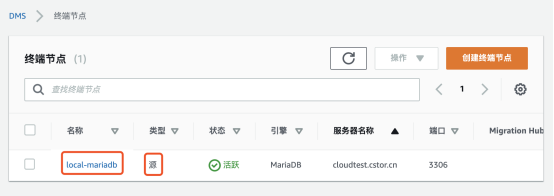 DMS > 终端节点
终端节点 (1)
操作
创建终端节点
查找终端节点
1
名称 类型 状态 引擎 服务器名称 端口 Migration Hub
local-mariadb 源 活跃 MariaDB cloudtest.cstor.cn 3306